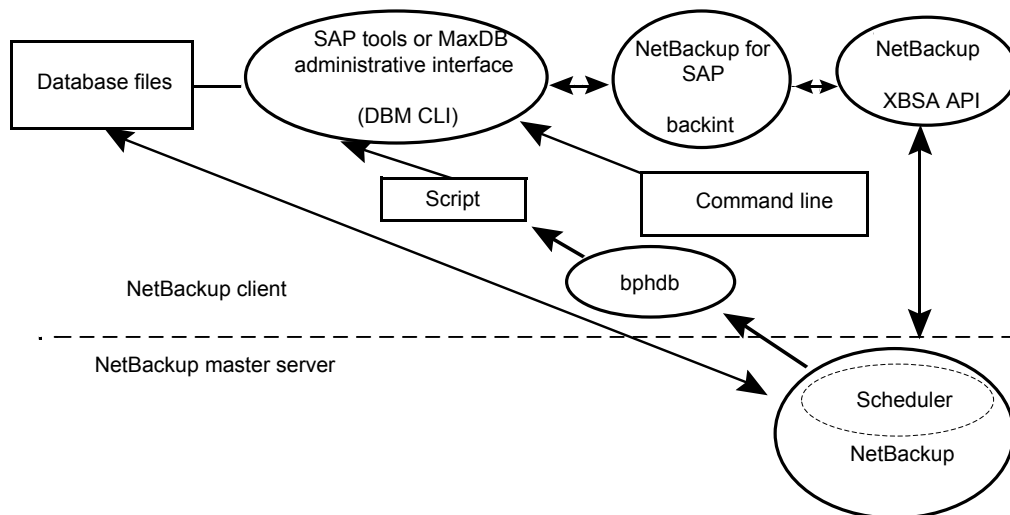 Database files
SAP tools or MaxDB
administrative interface
(DBM CLI)
NetBackup for
SAP
backint
NetBackup
XBSA API
Script
Command line
bphdb
NetBackup client
NetBackup master server
Scheduler
NetBackup